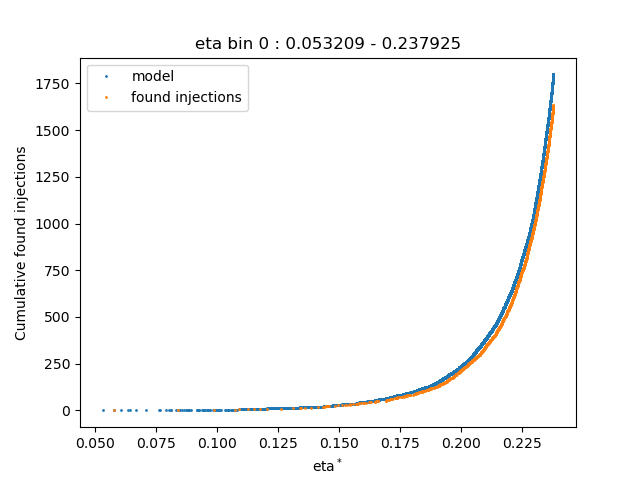 eta bin 0 : 0.053209 - 0.237925
model
found injections
Cumulative found injections
1750
1500
1250
1000
750
500
250
0
0.050 0.075 0.100 0.125 0.150 0.175 0.200 0.225
eta*